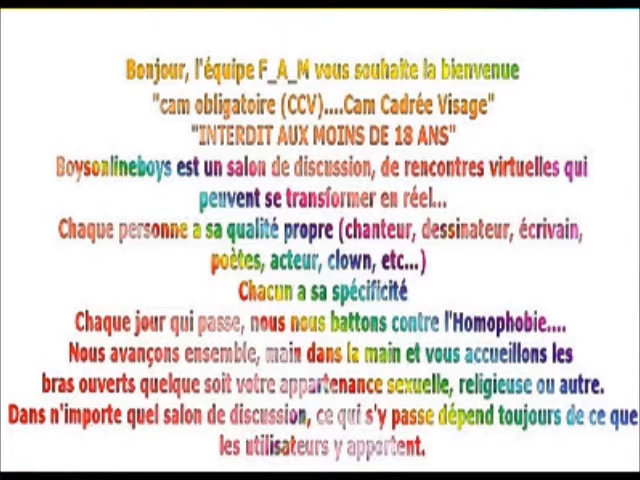 Bonjour, l'équipe F_A_M vous souhaite la bienvenue
"cam obligatoire (CCV)....Cam Cadrée Visage"
"INTERDIT AUX MOINS DE 18 ANS"
Boysonlineboys est un salon de discussion, de rencontres virtuelles qui
peuvent se transformer en réel...
Chaque personne a sa qualité propre (chanteur, dessinateur, écrivain,
poètes, acteur, clown, etc...)
Chacun a sa spécificité
Chaque jour qui passe, nous nous battons contre l'Homophobie....
Nous avançons ensemble, main dans la main et vous accueillons les
bras ouverts quelque soit votre appartenance sexuelle, religieuse ou autre.
Dans n'importe quel salon de discussion, ce qui s'y passe dépend toujours de ce que
les utilisateurs y apportent.